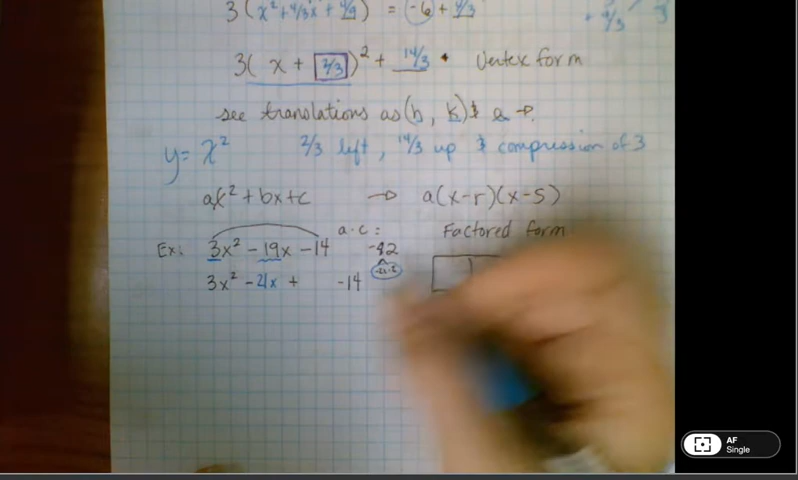 3(x² + 4/3x + 4/9) = (-6) + 4/3
+ 4/3
3(x + 2/3)² + 14/3 • Vertex form
see translations as (h, k) & a →
y = x² 2/3 left, 14/3 up & compression of 3
ax² + bx + c → a(x-r)(x-s)
a·c: Factored form
Ex: 3x² - 19x - 14 -42
3x² - 21x + -14
AF
Single